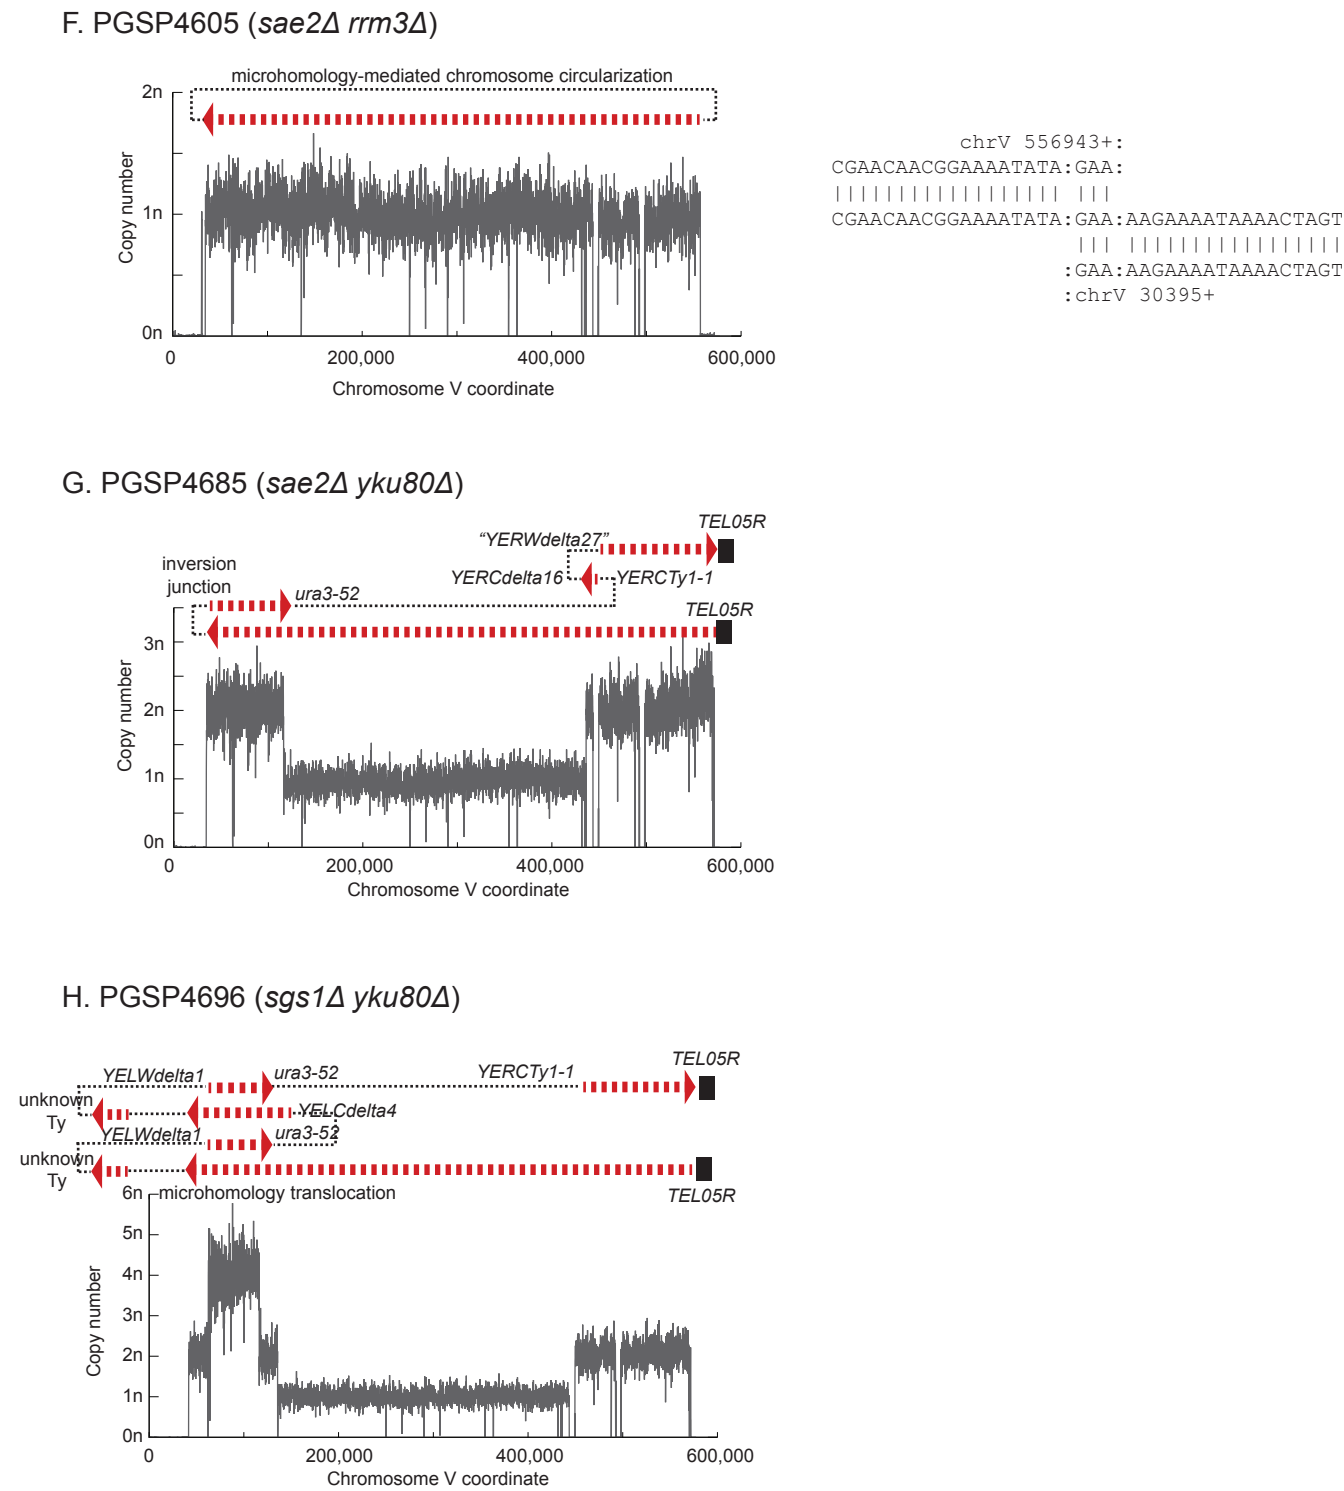 F. PGSP4605 (sae2Δ rrm3Δ)
microhomology-mediated chromosome circularization
2n
1n
0n
Copy number
0
200,000
400,000
600,000
Chromosome V coordinate
chrV 556943+:
CGAACAACGGAAAATATA:GAA:
|||||||||||||||||| |||
CGAACAACGGAAAATATA:GAA:AAGAAAATAAAACTAGT
||| |||||||||||||||||
:GAA:AAGAAAATAAAACTAGT
:chrV 30395+
G. PGSP4685 (sae2Δ yku80Δ)
TEL05R
"YERWdelta27"
inversion
junction
YERCdelta16
YERCTy1-1
ura3-52
TEL05R
3n
2n
1n
0n
Copy number
0
200,000
400,000
600,000
Chromosome V coordinate
H. PGSP4696 (sgs1Δ yku80Δ)
TEL05R
YELWdelta1
ura3-52
YERCTy1-1
unknown
Ty
YELCdelta4
YELWdelta1
ura3-52
unknown
Ty
microhomology translocation
TEL05R
6n
5n
4n
3n
2n
1n
0n
Copy number
0
200,000
400,000
600,000
Chromosome V coordinate